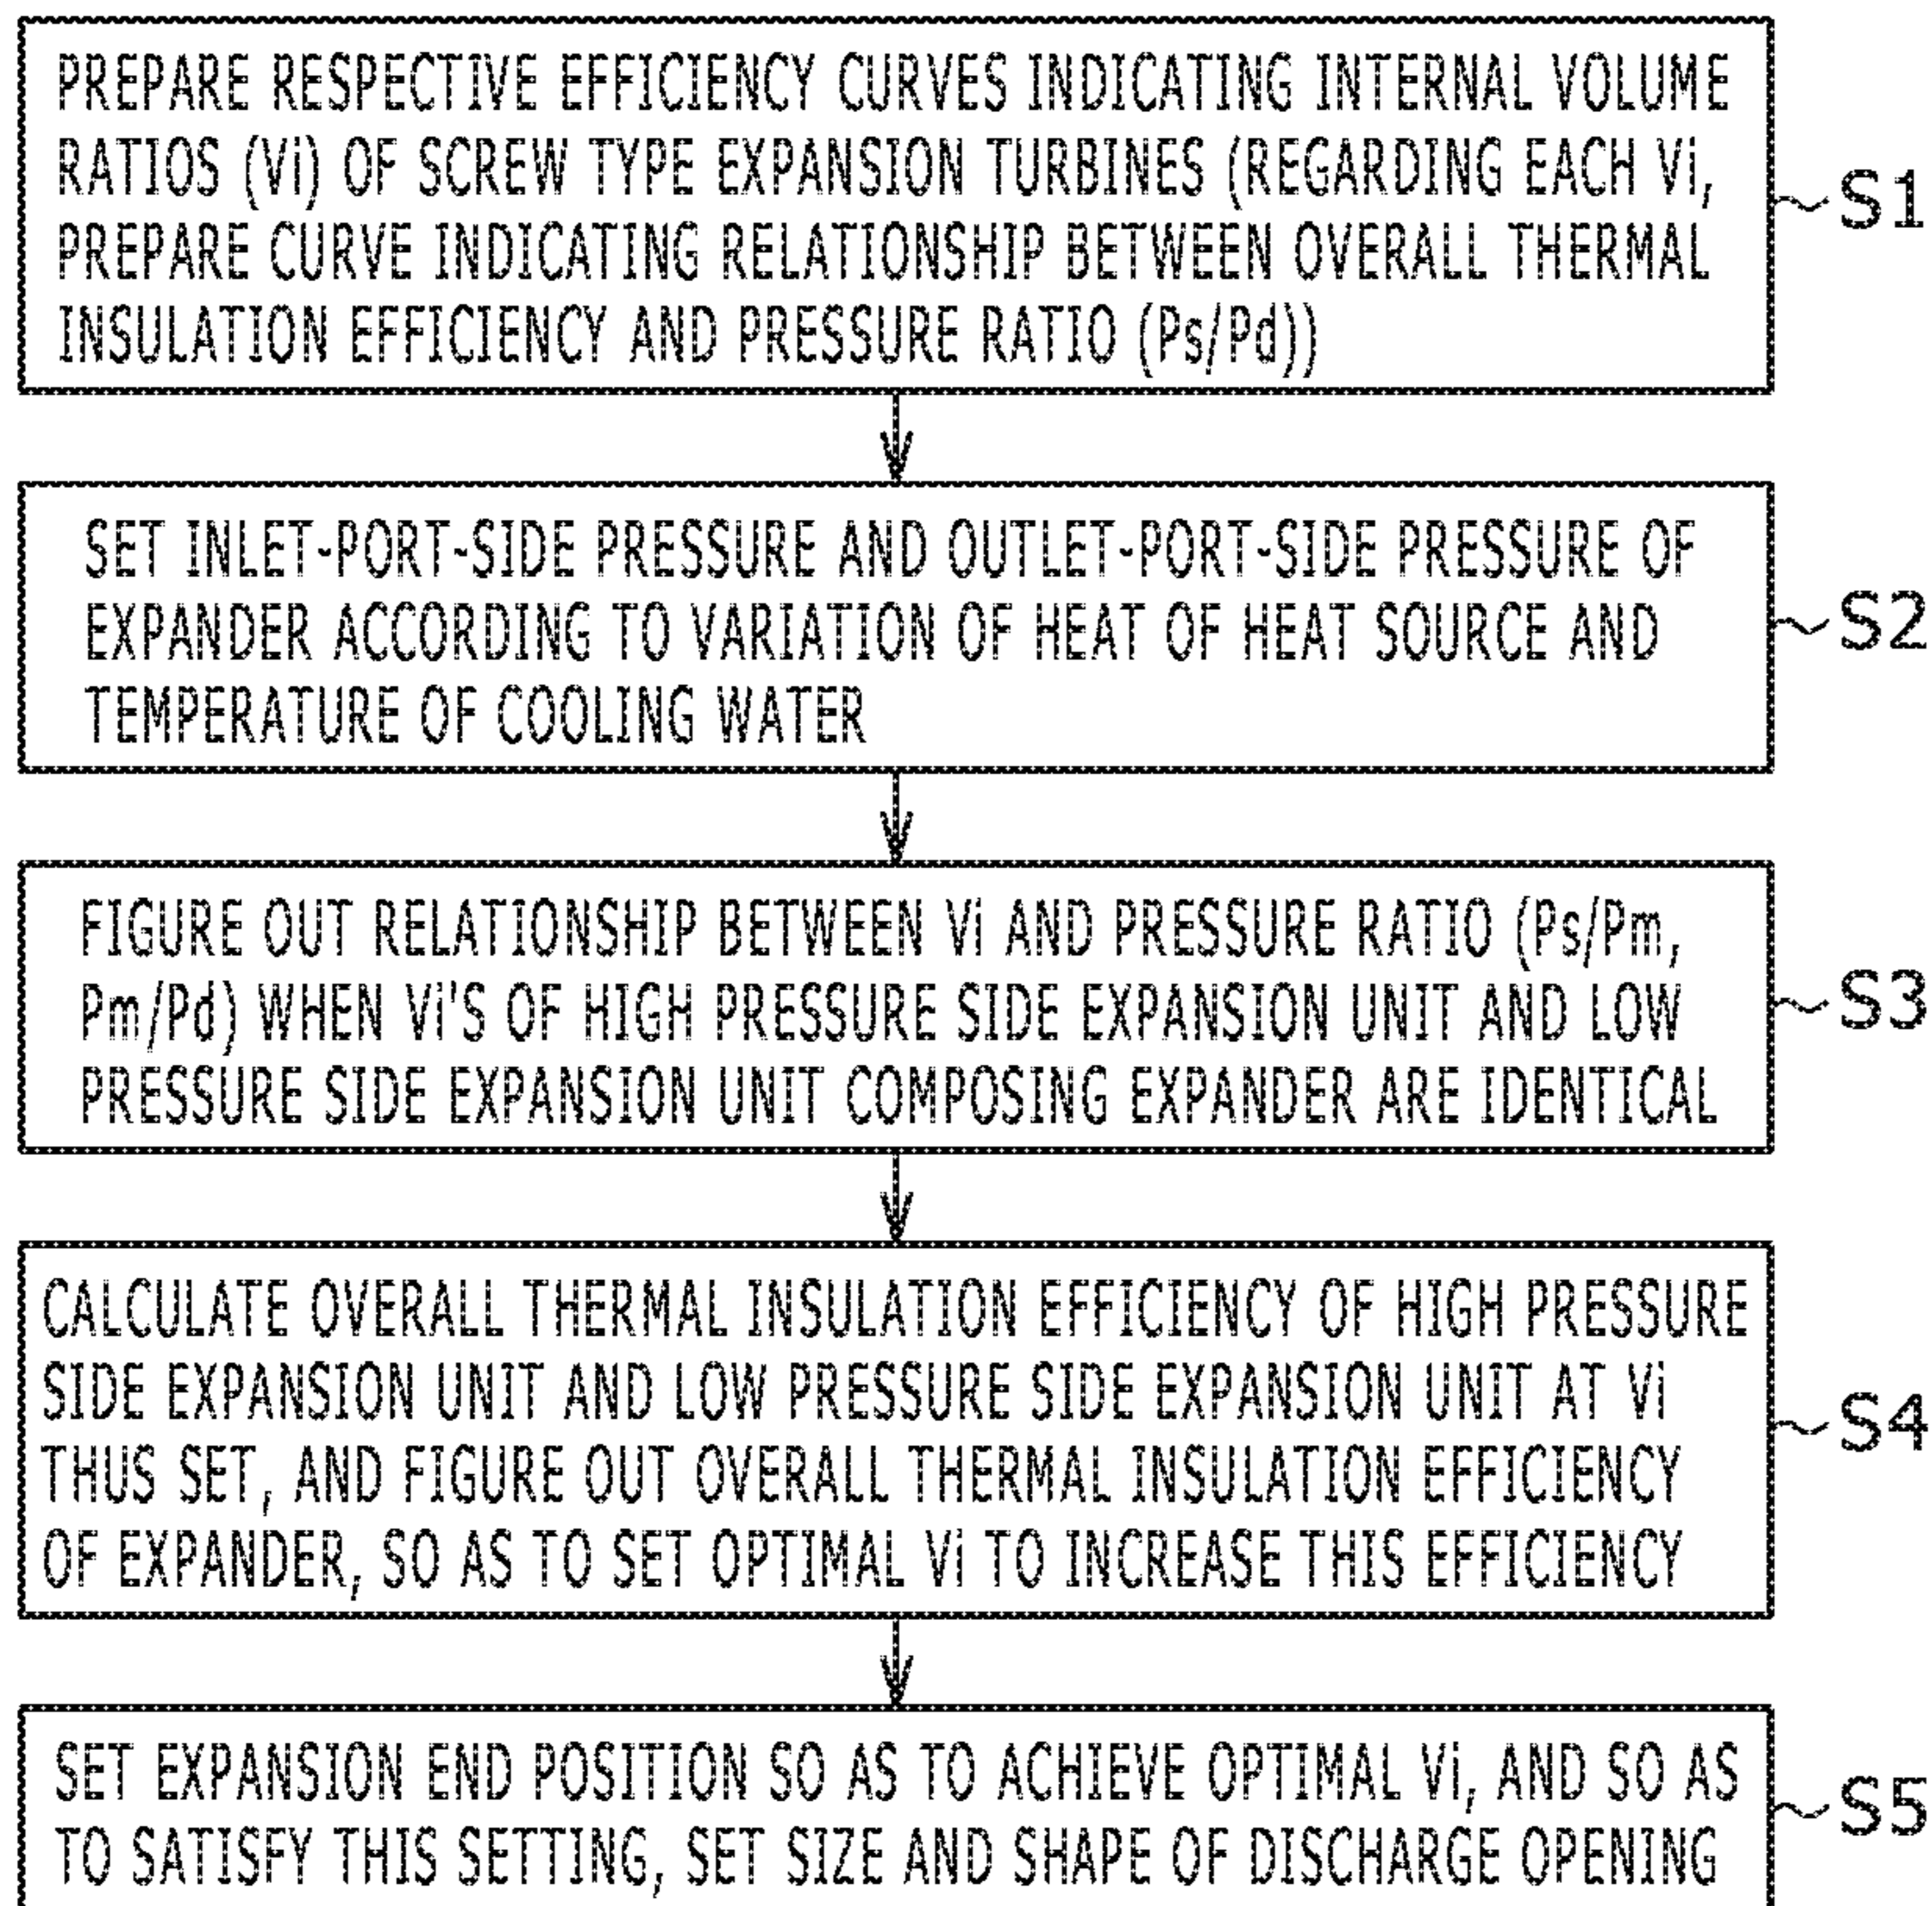 PREPARE RESPECTIVE EFFICIENCY CURVES INDICATING INTERNAL VOLUME
RATIOS (Vi) OF SCREW TYPE EXPANSION TURBINES (REGARDING EACH Vi,
PREPARE CURVE INDICATING RELATIONSHIP BETWEEN OVERALL THERMAL
INSULATION EFFICIENCY AND PRESSURE RATIO (Ps/Pd))
S1
SET INLET-PORT-SIDE PRESSURE AND OUTLET-PORT-SIDE PRESSURE OF
EXPANDER ACCORDING TO VARIATION OF HEAT OF HEAT SOURCE AND
TEMPERATURE OF COOLING WATER
S2
FIGURE OUT RELATIONSHIP BETWEEN Vi AND PRESSURE RATIO (Ps/Pm,
Pm/Pd) WHEN Vi'S OF HIGH PRESSURE SIDE EXPANSION UNIT AND LOW
PRESSURE SIDE EXPANSION UNIT COMPOSING EXPANDER ARE IDENTICAL
S3
CALCULATE OVERALL THERMAL INSULATION EFFICIENCY OF HIGH PRESSURE
SIDE EXPANSION UNIT AND LOW PRESSURE SIDE EXPANSION UNIT AT Vi
THUS SET, AND FIGURE OUT OVERALL THERMAL INSULATION EFFICIENCY
OF EXPANDER, SO AS TO SET OPTIMAL Vi TO INCREASE THIS EFFICIENCY
S4
SET EXPANSION END POSITION SO AS TO ACHIEVE OPTIMAL Vi, AND SO AS
TO SATISFY THIS SETTING, SET SIZE AND SHAPE OF DISCHARGE OPENING
S5